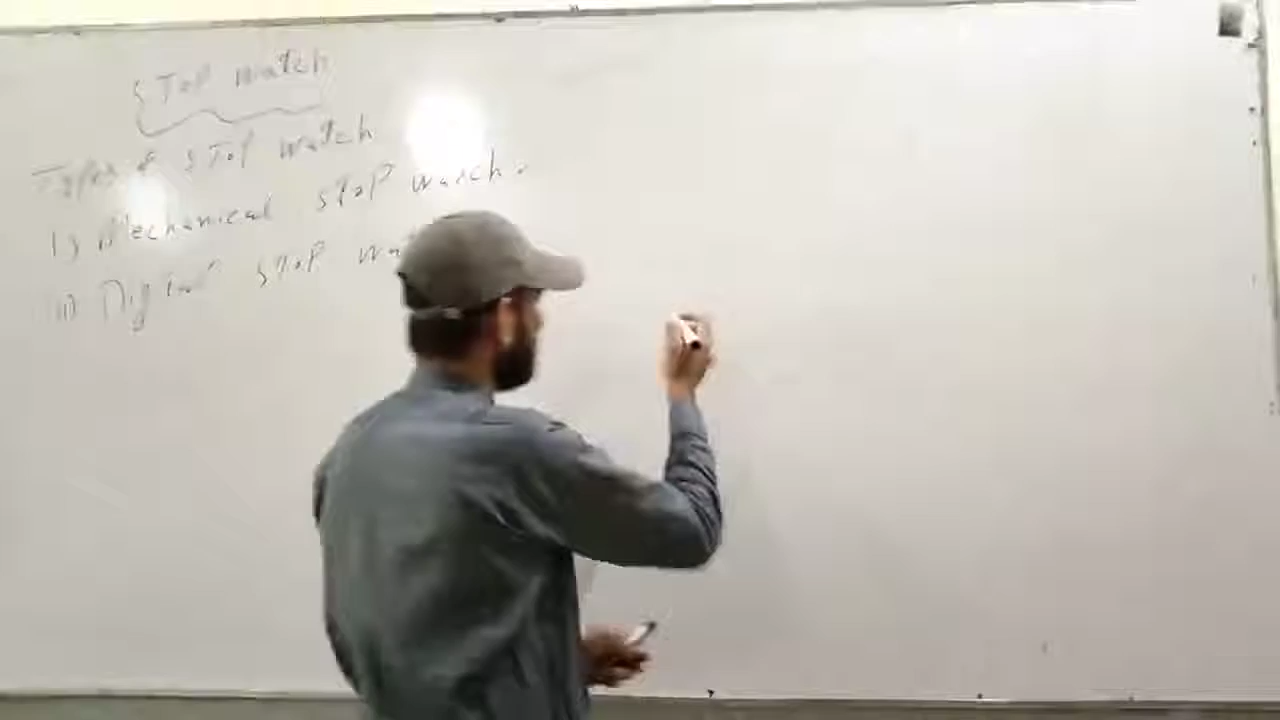 STOP watch
Types of STOP watch
i) Mechanical STOP watch.
ii) Digital STOP